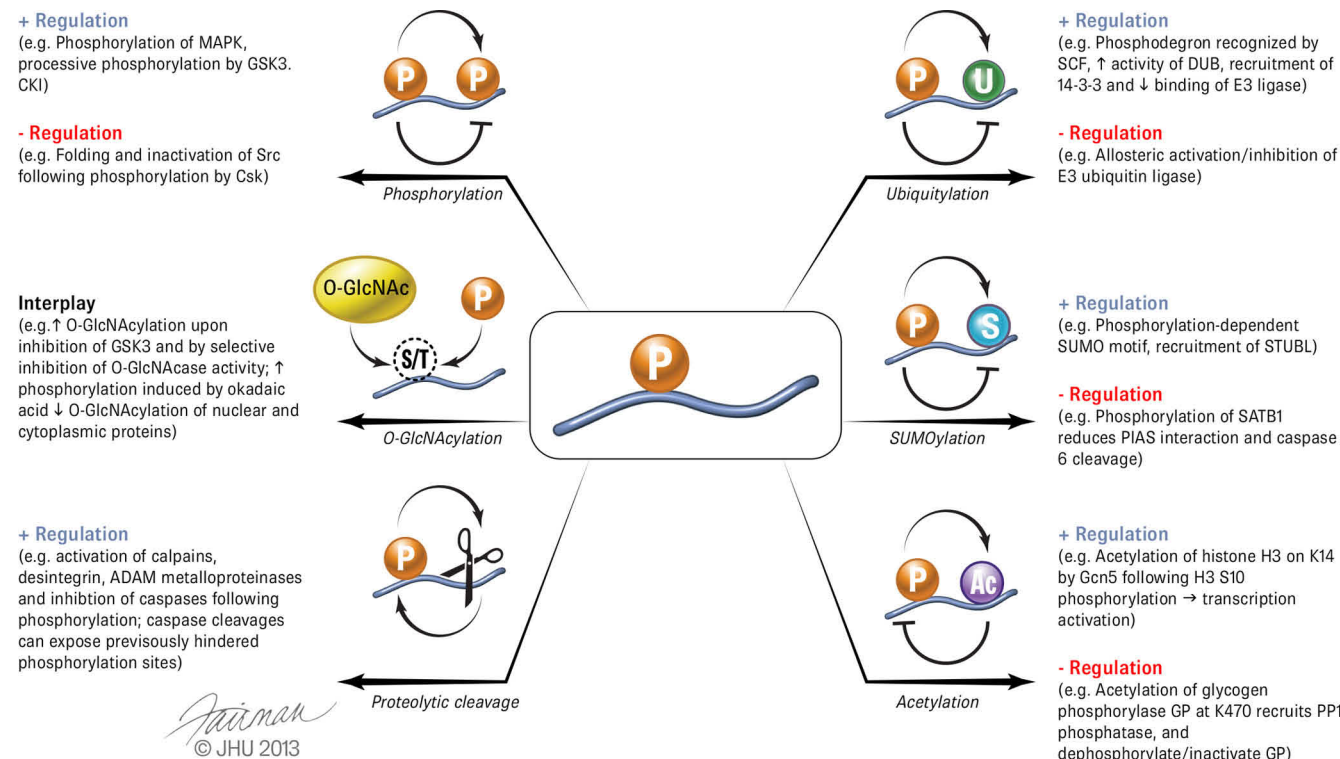 + Regulation
(e.g. Phosphorylation of MAPK,
processive phosphorylation by GSK3.
CKI)
- Regulation
(e.g. Folding and inactivation of Src
following phosphorylation by Csk)
P
P
Phosphorylation
+ Regulation
(e.g. Phosphodegron recognized by
SCF, ↑ activity of DUB, recruitment of
14-3-3 and ↓ binding of E3 ligase)
- Regulation
(e.g. Allosteric activation/inhibition of
E3 ubiquitin ligase)
P
U
Ubiquitylation
Interplay
(e.g.↑ O-GlcNAcylation upon
inhibition of GSK3 and by selective
inhibition of O-GlcNAcase activity; ↑
phosphorylation induced by okadaic
acid ↓ O-GlcNAcylation of nuclear and
cytoplasmic proteins)
O-GlcNAc
P
S/T
O-GlcNAcylation
P
P
S
SUMOylation
+ Regulation
(e.g. Phosphorylation-dependent
SUMO motif, recruitment of STUBL)
- Regulation
(e.g. Phosphorylation of SATB1
reduces PIAS interaction and caspase
6 cleavage)
+ Regulation
(e.g. activation of calpains,
desintegrin, ADAM metalloproteinases
and inhibtion of caspases following
phosphorylation; caspase cleavages
can expose previsously hindered
phosphorylation sites)
P
Proteolytic cleavage
P
Ac
Acetylation
+ Regulation
(e.g. Acetylation of histone H3 on K14
by Gcn5 following H3 S10
phosphorylation → transcription
activation)
- Regulation
(e.g. Acetylation of glycogen
phosphorylase GP at K470 recruits PP1
phosphatase, and
dephosphorylate/inactivate GP)
Fairman
© JHU 2013